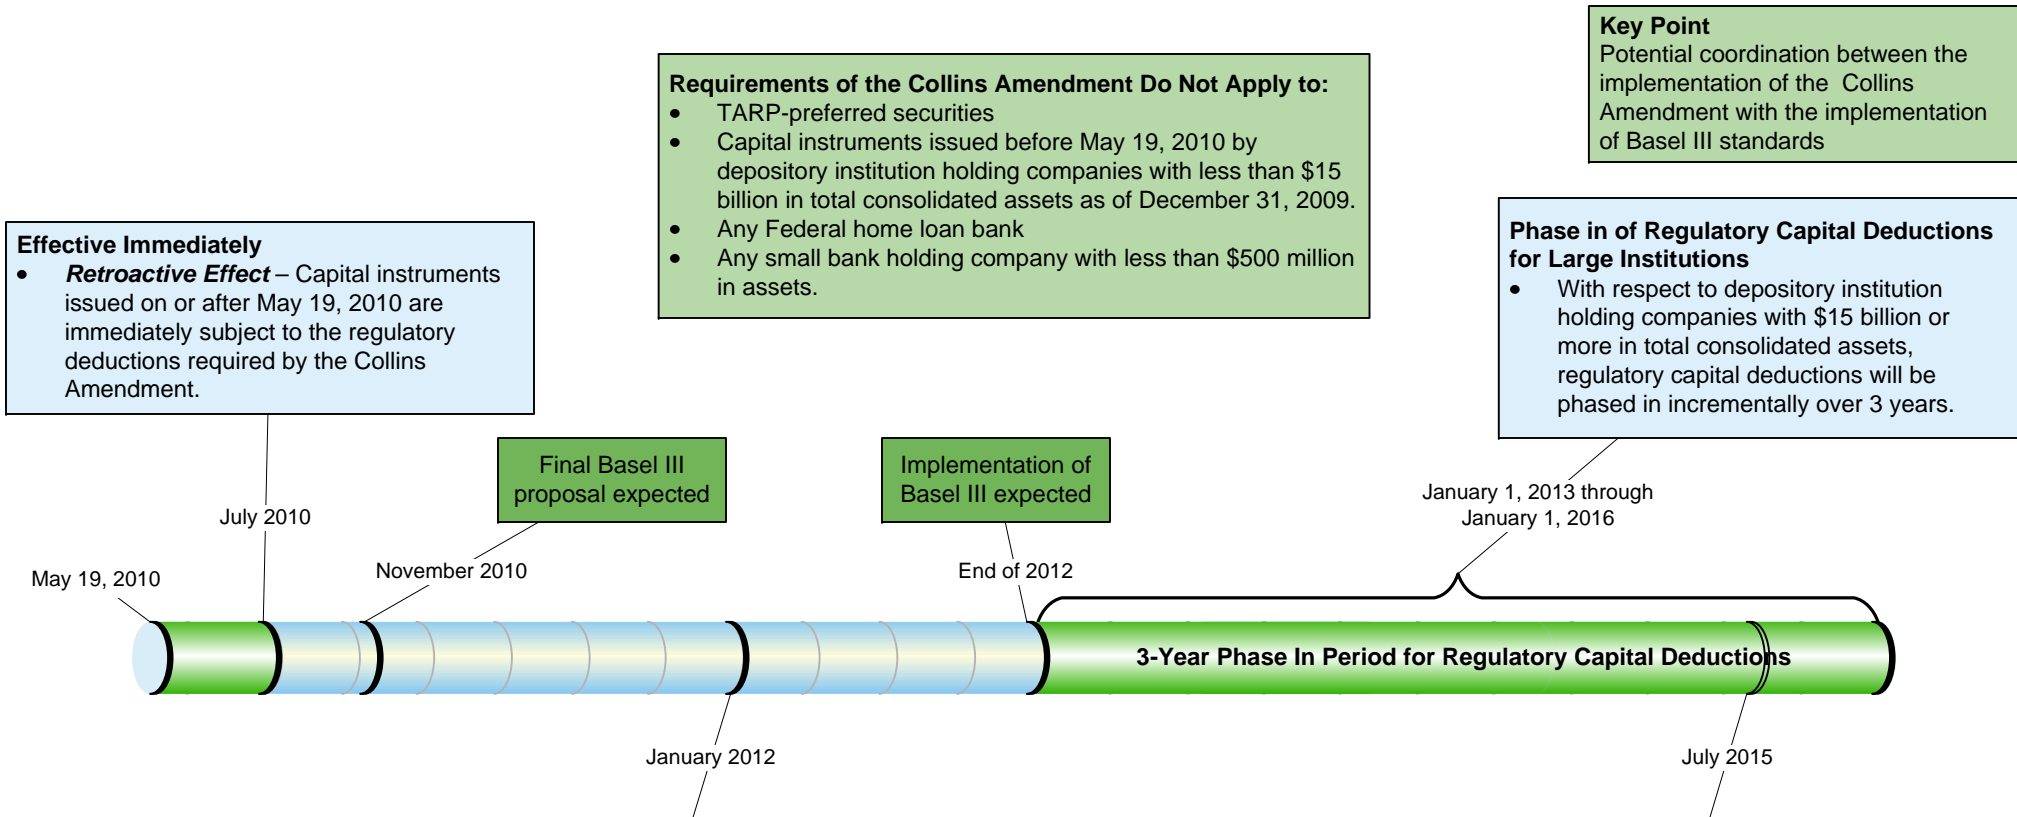 Key Point
Potential coordination between the
implementation of the  Collins
Amendment with the implementation
of Basel III standards
Requirements of the Collins Amendment Do Not Apply to:
• TARP-preferred securities
• Capital instruments issued before May 19, 2010 by
depository institution holding companies with less than $15
billion in total consolidated assets as of December 31, 2009.
• Any Federal home loan bank
• Any small bank holding company with less than $500 million
in assets.
Effective Immediately
• Retroactive Effect – Capital instruments
issued on or after May 19, 2010 are
immediately subject to the regulatory
deductions required by the Collins
Amendment.
Phase in of Regulatory Capital Deductions
for Large Institutions
• With respect to depository institution
holding companies with $15 billion or
more in total consolidated assets,
regulatory capital deductions will be
phased in incrementally over 3 years.
Final Basel III
proposal expected
Implementation of
Basel III expected
January 1, 2013 through
January 1, 2016
July 2010
May 19, 2010
November 2010
End of 2012
3-Year Phase In Period for Regulatory Capital Deductions
January 2012
July 2015